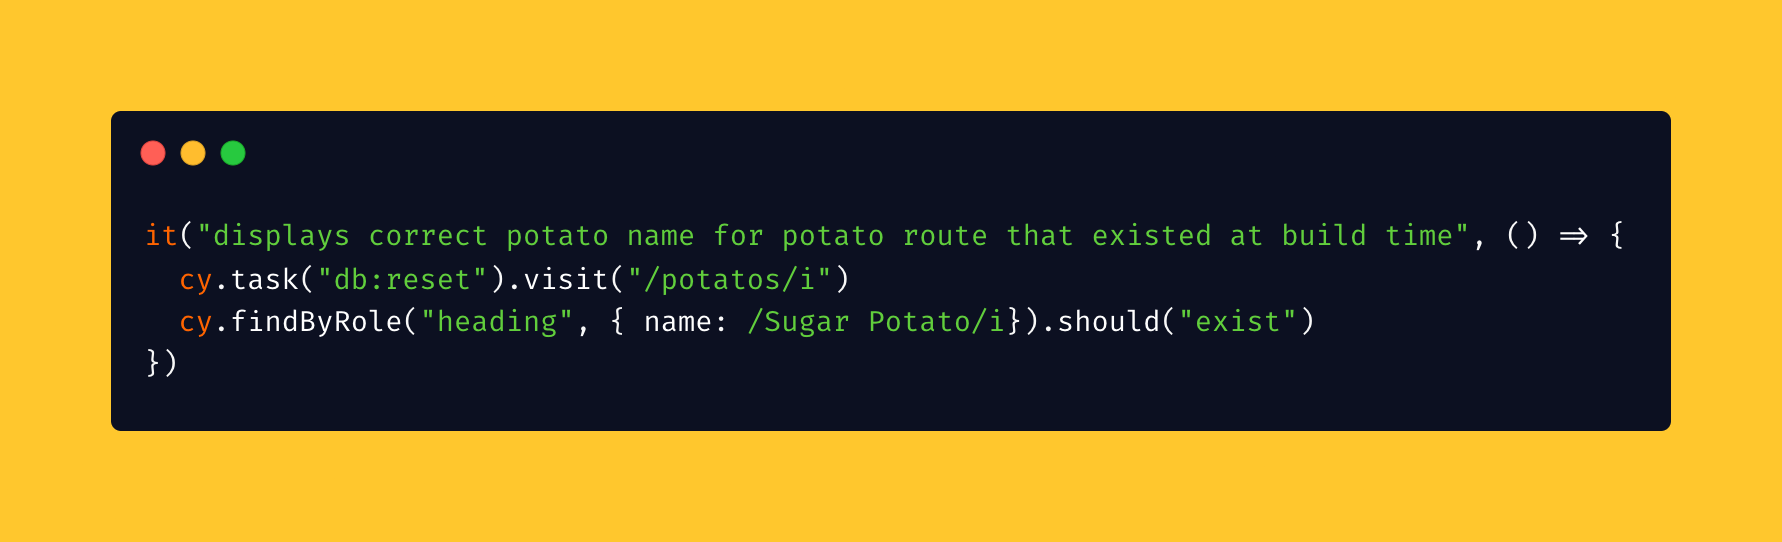 it("displays correct potato name for potato route that existed at build time", () => {
  cy.task("db:reset").visit("/potatos/i")
  cy.findByRole("heading", { name: /Sugar Potato/i}).should("exist")
})